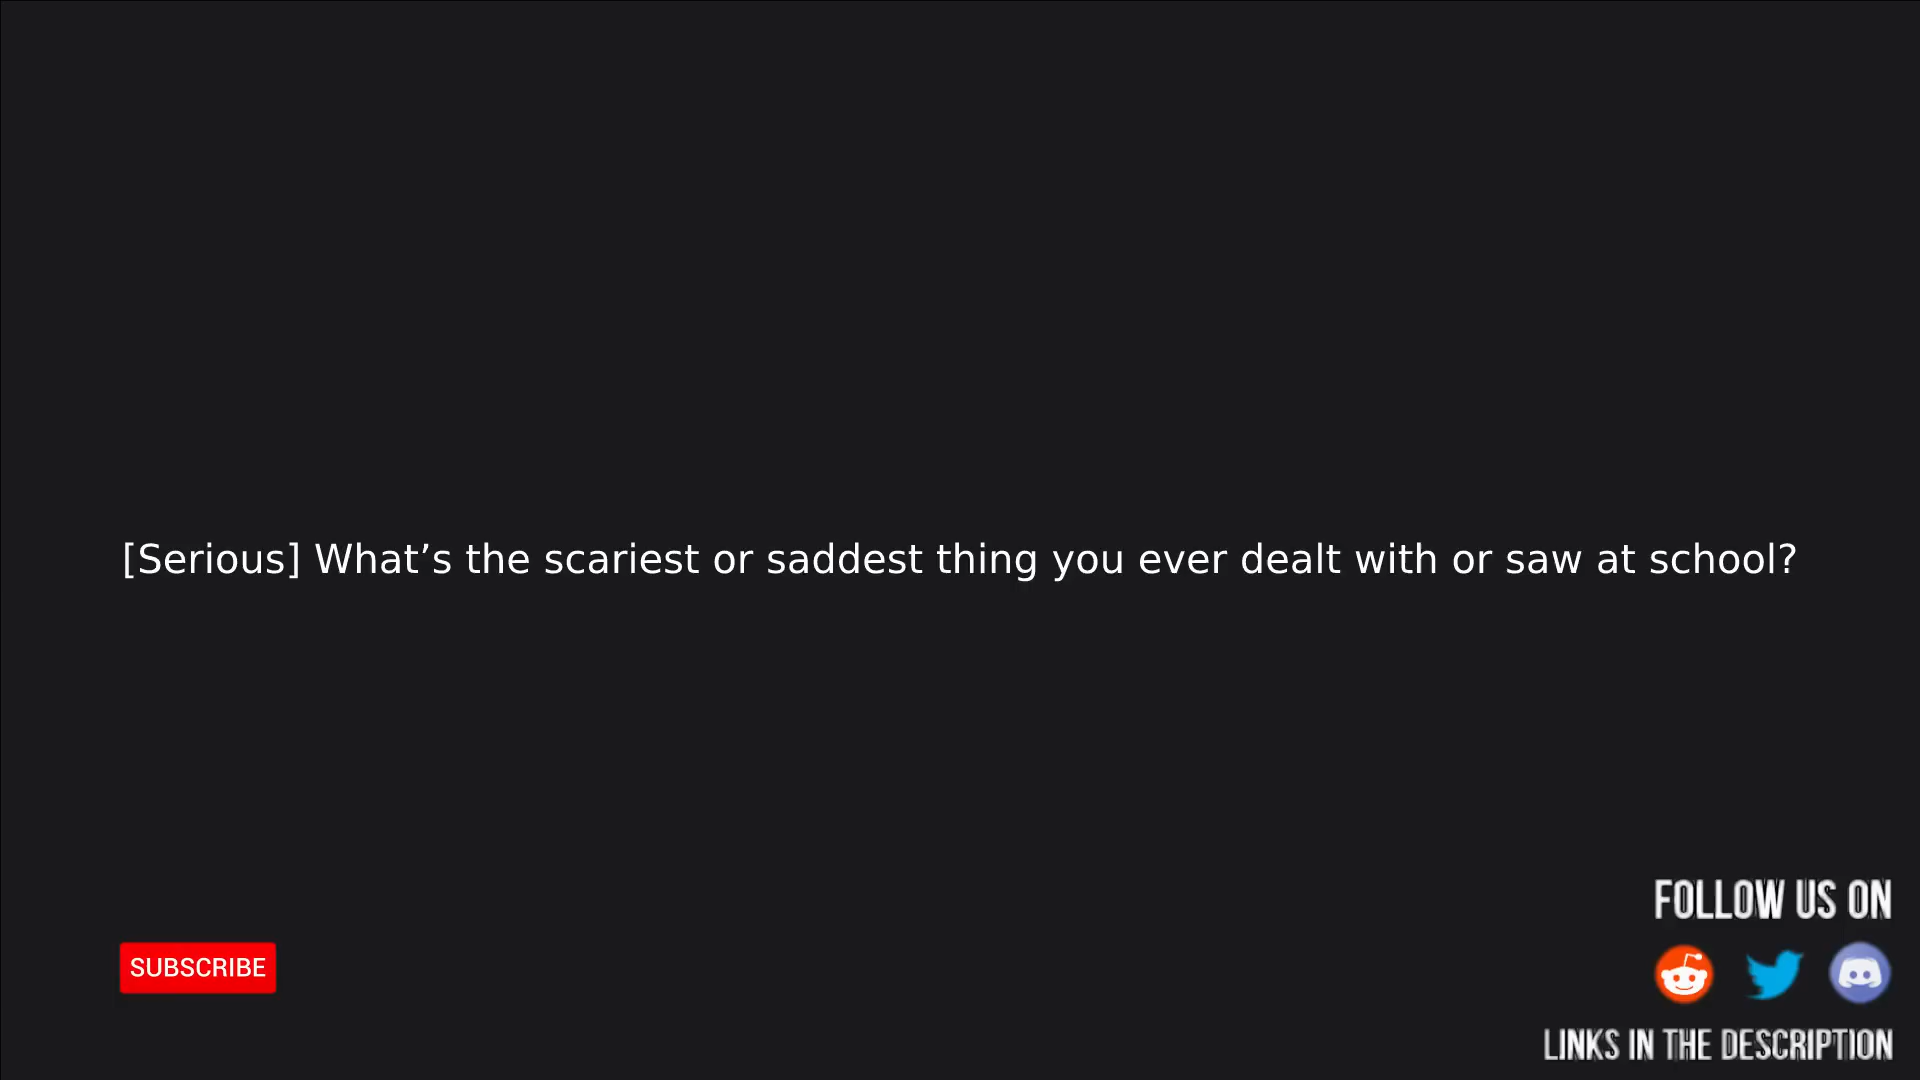 [Serious] What’s the scariest or saddest thing you ever dealt with or saw at school?
FOLLOW US ON
SUBSCRIBE
LINKS IN THE DESCRIPTION